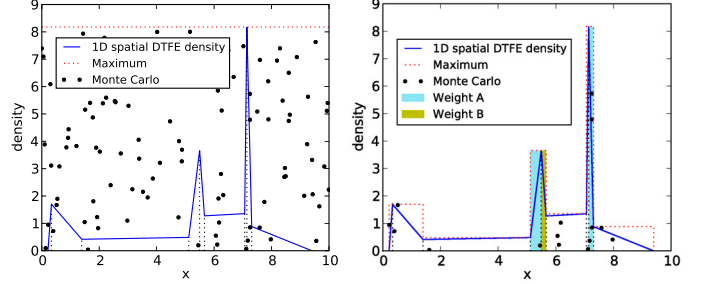 9
8
7
6
5
4
3
2
1
0
density
1D spatial DTFE density
Maximum
Monte Carlo
0 2 4 6 8 10
x
8
7
6
5
4
3
2
1
0
density
1D spatial DTFE density
Maximum
Monte Carlo
Weight A
Weight B
0 2 4 6 8 10
x